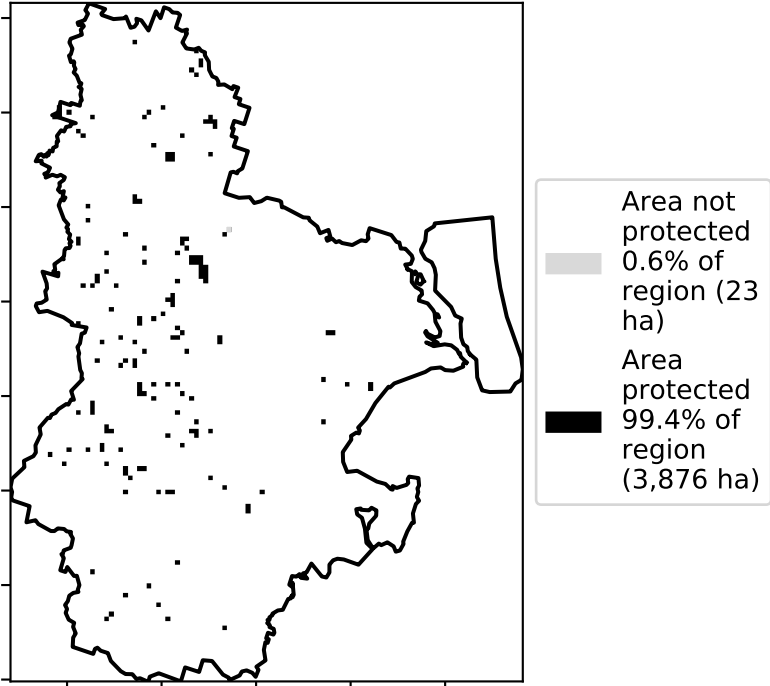 Area not
protected
0.6% of
region (23
ha)
Area
protected
99.4% of
region
(3,876 ha)